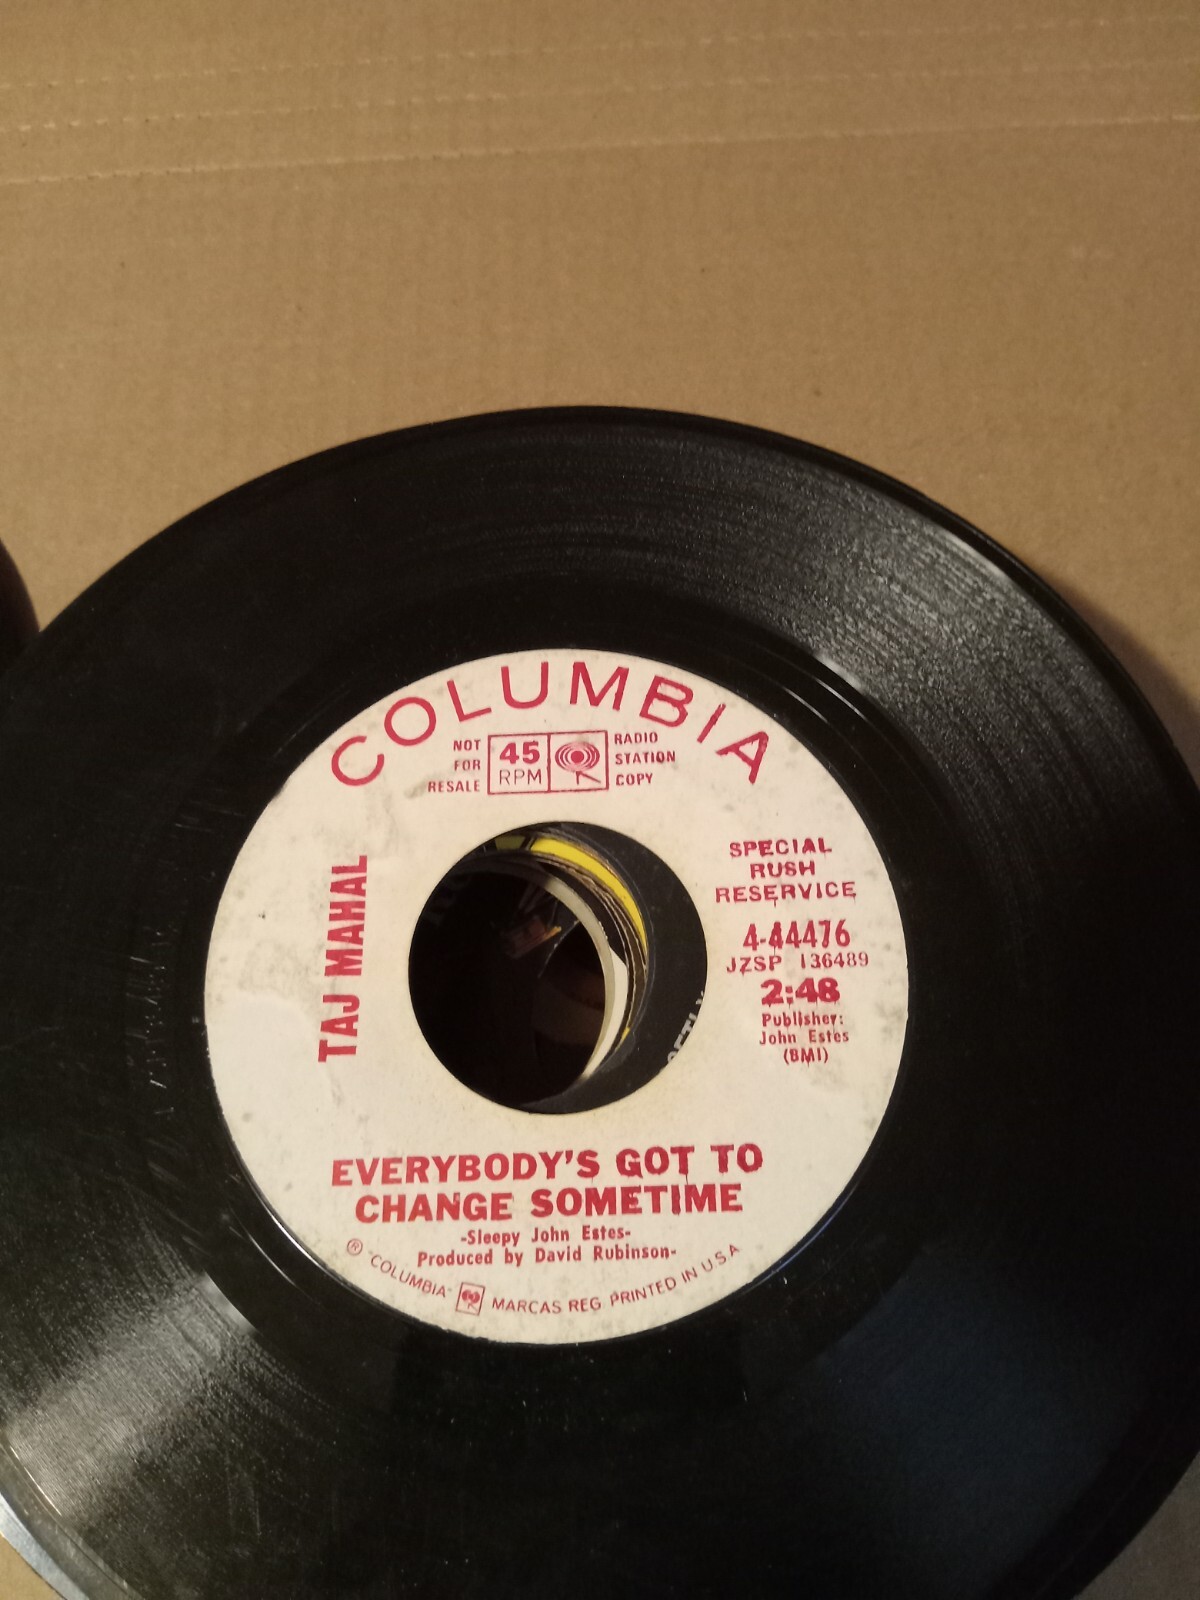 COLUMBIA
NOT
FOR
RESALE
45
RPM
RADIO
STATION
COPY
SPECIAL
RUSH
RESERVICE
4-44476
JZSP 136489
2:48
Publisher:
John Estes
(BMI)
TAJ MAHAL
EVERYBODY'S GOT TO
CHANGE SOMETIME
-Sleepy John Estes-
Produced by David Rubinson-
® "COLUMBIA" MARCAS REG. PRINTED IN U.S.A